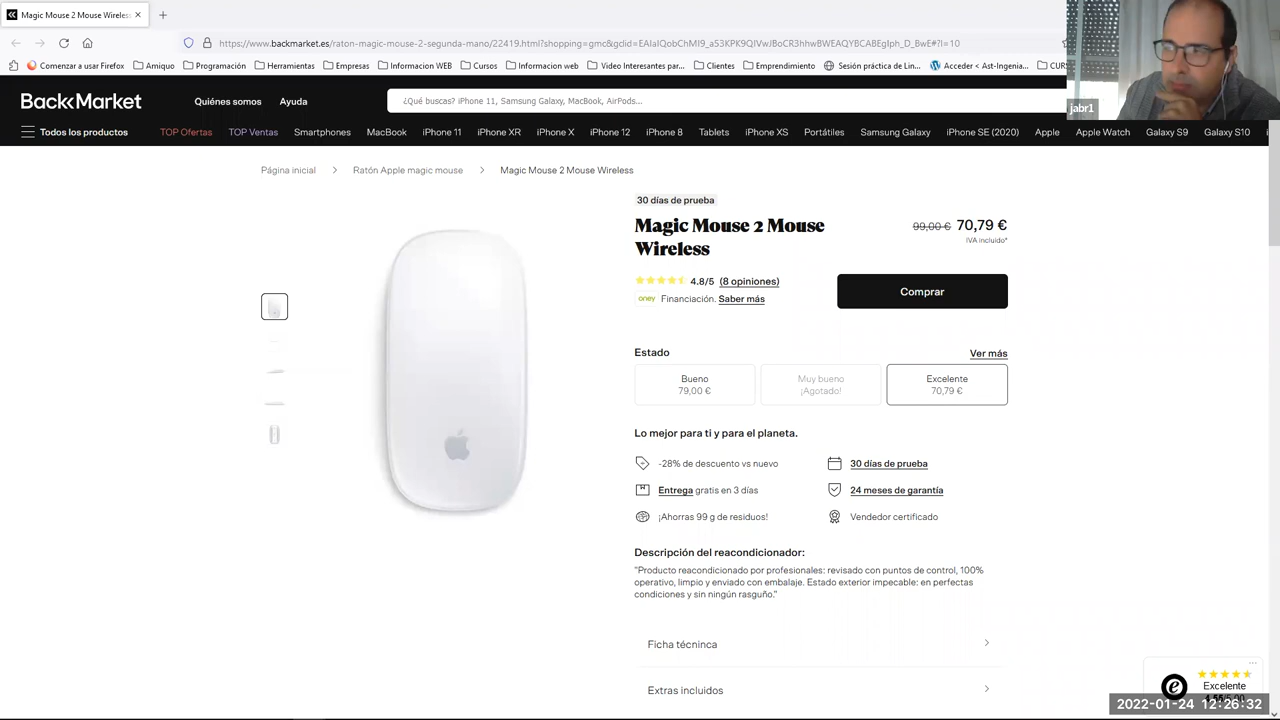 Magic Mouse 2 Mouse Wireless
https://www.backmarket.es/raton-m
2-segunda-mano/22419.html?shopping=gmc&gclid=
Comenzar a usar Firefox
Amiquo
Programación
Herramientas
Empresas
Informacion WEB
Cursos
Informacion web
Video Interesantes par...
Clientes
Emprendimiento
Sesión práctica de Lin...
Acceder < Ast-Ingenia...
CUR
jabr1
BackMarket
Quiénes somos
Ayuda
¿Qué buscas? iPhone 11, Samsung Galaxy, MacBook, AirPods...
Todos los productos
TOP Ofertas
TOP Ventas
Smartphones
MacBook
iPhone 11
iPhone XR
iPhone X
iPhone 12
iPhone 8
Tablets
iPhone XS
Portátiles
Samsung Galaxy
iPhone SE (2020)
Apple
Apple Watch
Galaxy S9
Galaxy S10
Página inicial
Ratón Apple magic mouse
Magic Mouse 2 Mouse Wireless
30 días de prueba
Magic Mouse 2 Mouse
Wireless
99,00 € 70,79 €
IVA incluido*
4.8/5 (8 opiniones)
oney Financiación. Saber más
Comprar
Estado
Ver más
Bueno
79,00 €
Muy bueno
¡Agotado!
Excelente
70,79 €
Lo mejor para ti y para el planeta.
-28% de descuento vs nuevo
30 días de prueba
Entrega gratis en 3 días
24 meses de garantía
¡Ahorras 99 g de residuos!
Vendedor certificado
Descripción del reacondicionador:
"Producto reacondicionado por profesionales: revisado con puntos de control, 100%
operativo, limpio y enviado con embalaje. Estado exterior impecable: en perfectas
condiciones y sin ningún rasguño."
Ficha técninca
Extras incluidos
Excelente
2022-01-24 12:26:32